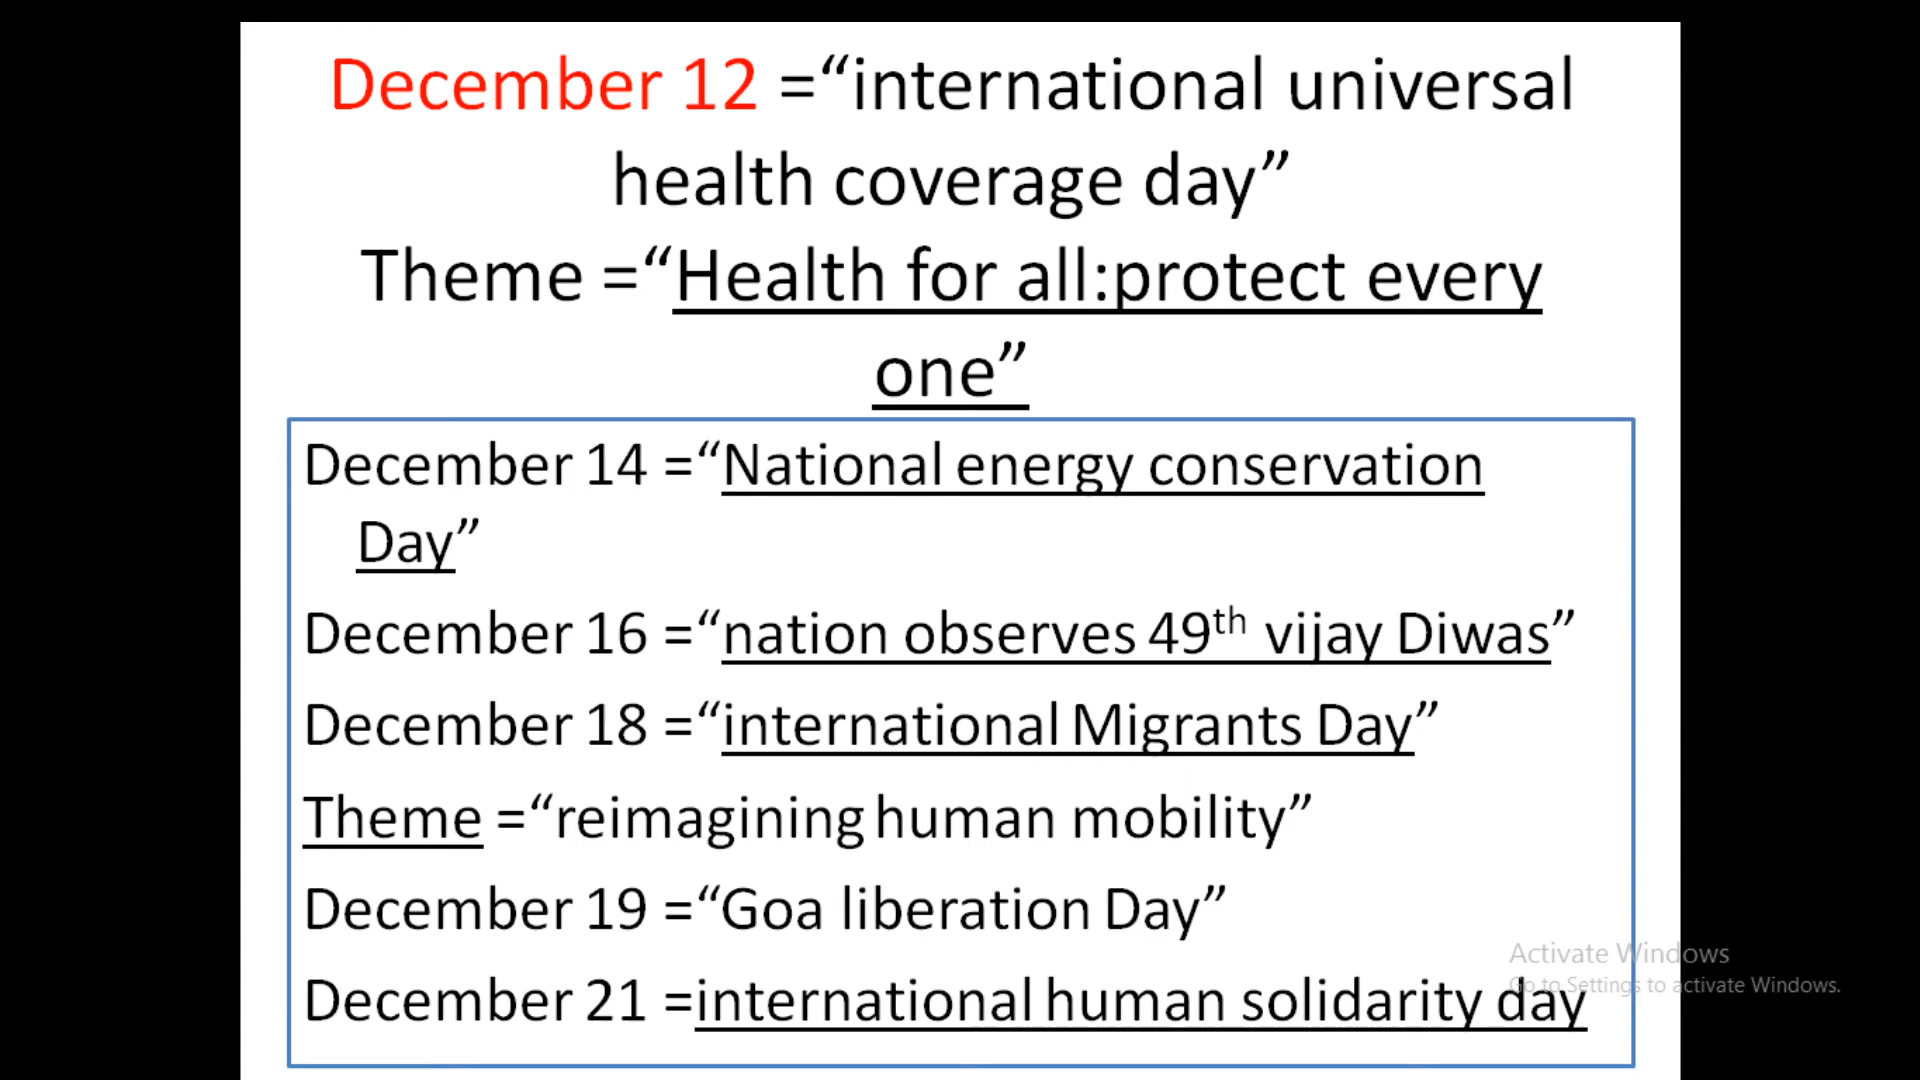 December 12 =“international universal
health coverage day”
Theme =“Health for all:protect every
one”
December 14 =“National energy conservation
Day”
December 16 =“nation observes 49th vijay Diwas”
December 18 =“international Migrants Day”
Theme =“reimagining human mobility”
December 19 =“Goa liberation Day”
December 21 =international human solidarity day
Activate Windows
Go to Settings to activate Windows.